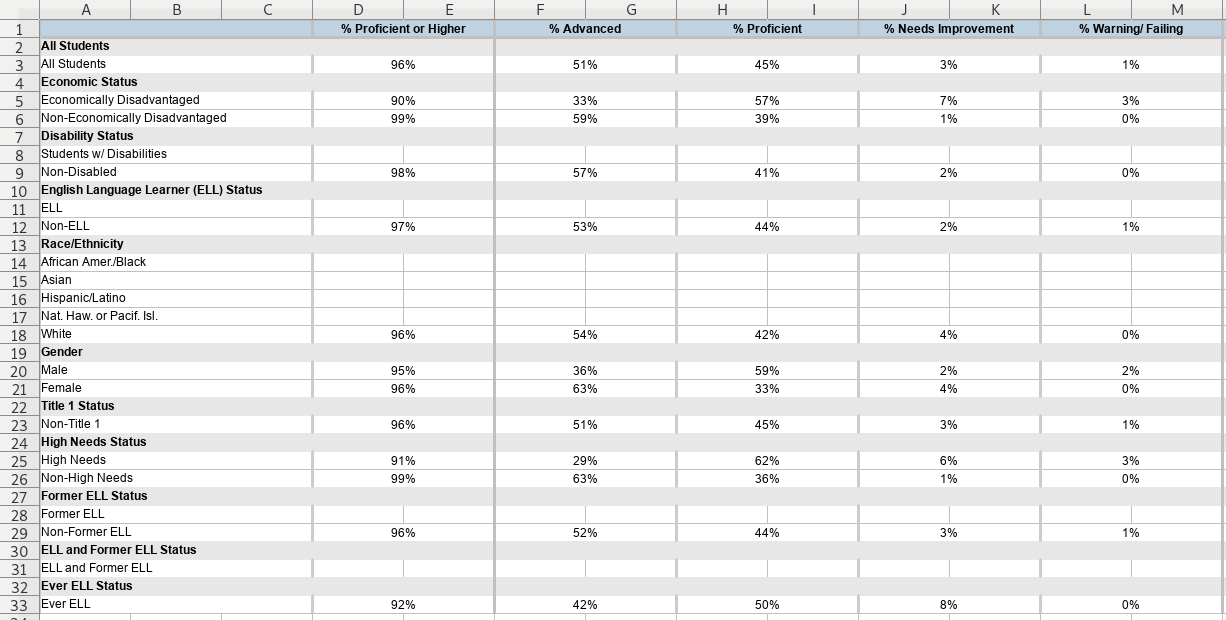 A B C D E F G H I J K L M
1 % Proficient or Higher % Advanced % Proficient % Needs Improvement % Warning/ Failing
2 All Students
3 All Students 96% 51% 45% 3% 1%
4 Economic Status
5 Economically Disadvantaged 90% 33% 57% 7% 3%
6 Non-Economically Disadvantaged 99% 59% 39% 1% 0%
7 Disability Status
8 Students w/ Disabilities
9 Non-Disabled 98% 57% 41% 2% 0%
10 English Language Learner (ELL) Status
11 ELL
12 Non-ELL 97% 53% 44% 2% 1%
13 Race/Ethnicity
14 African Amer./Black
15 Asian
16 Hispanic/Latino
17 Nat. Haw. or Pacif. Isl.
18 White 96% 54% 42% 4% 0%
19 Gender
20 Male 95% 36% 59% 2% 2%
21 Female 96% 63% 33% 4% 0%
22 Title 1 Status
23 Non-Title 1 96% 51% 45% 3% 1%
24 High Needs Status
25 High Needs 91% 29% 62% 6% 3%
26 Non-High Needs 99% 63% 36% 1% 0%
27 Former ELL Status
28 Former ELL
29 Non-Former ELL 96% 52% 44% 3% 1%
30 ELL and Former ELL Status
31 ELL and Former ELL
32 Ever ELL Status
33 Ever ELL 92% 42% 50% 8% 0%